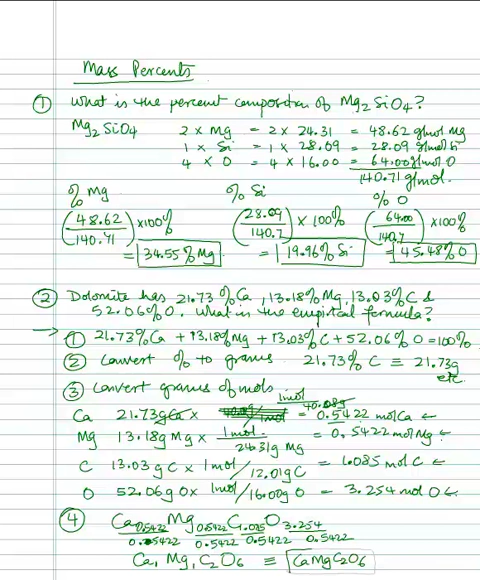 Mass Percents
① What is the percent composition of Mg2SiO4?
Mg2SiO4 2 x Mg = 2 x 24.31 = 48.62 g/mol Mg
1 x Si = 1 x 28.09 = 28.09 g/mol Si
4 x O = 4 x 16.00 = 64.00 g/mol O
140.71 g/mol.
% Mg % Si % O
(48.62/140.71) x100% (28.09/140.7) x 100% (64.00/140.7) x100%
= 34.55% Mg = 19.96% Si = 45.48% O
② Dolomite has 21.73 % Ca, 13.18% Mg, 13.03% C &
52.06% O. What is the empirical formula?
→ ① 21.73% Ca + 13.18% Mg + 13.03% C + 52.06% O = 100%
② Convert % to grams 21.73% C ≡ 21.73g
etc.
③ Convert grams of mols
Ca 21.73g Ca x 1mol/40.08g = 0.5422 mol Ca ←
Mg 13.18g Mg x 1mol./24.31g Mg = 0.5422 mol Mg ←
C 13.03 g C x 1mol/12.01g C = 1.085 mol C ←
O 52.06g O x 1mol/16.00g O = 3.254 mol O ←
④ Ca0.5422 Mg0.5422 C1.085 O3.254
0.5422 0.5422 0.5422 0.5422
Ca1 Mg1 C2O6 ≡ CaMgC2O6